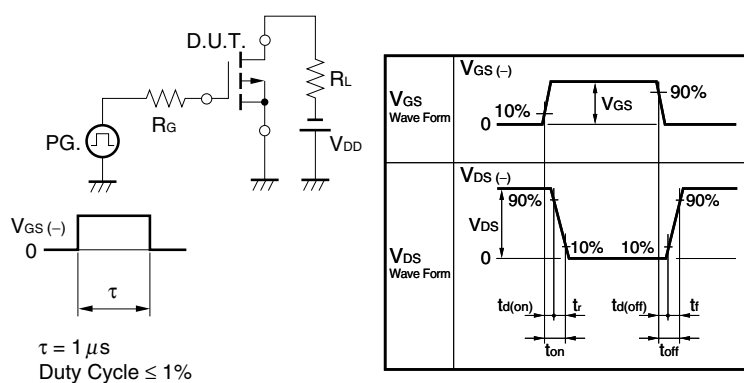 D.U.T.
RL
RG
PG.
VDD
VGS (−)
0
τ
τ = 1 μs
Duty Cycle ≤ 1%
VGS
Wave Form
VGS (−)
10%
VGS
90%
0
VDS
Wave Form
VDS (−)
90%
90%
VDS
10%
10%
0
td(on)
tr
td(off)
tf
ton
toff